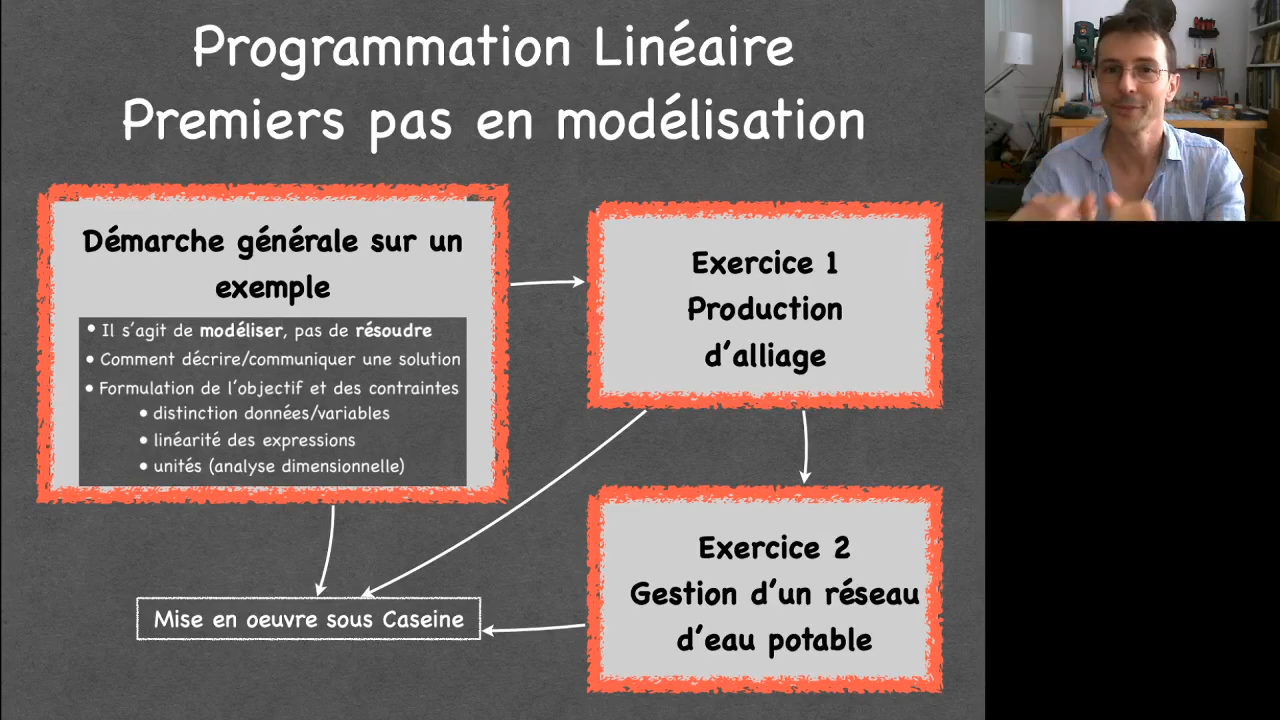 Programmation Linéaire
Premiers pas en modélisation
Démarche générale sur un
exemple
• Il s'agit de modéliser, pas de résoudre
• Comment décrire/communiquer une solution
• Formulation de l'objectif et des contraintes
• distinction données/variables
• linéarité des expressions
• unités (analyse dimensionnelle)
Exercice 1
Production
d'alliage
Exercice 2
Gestion d'un réseau
d'eau potable
Mise en oeuvre sous Caseine